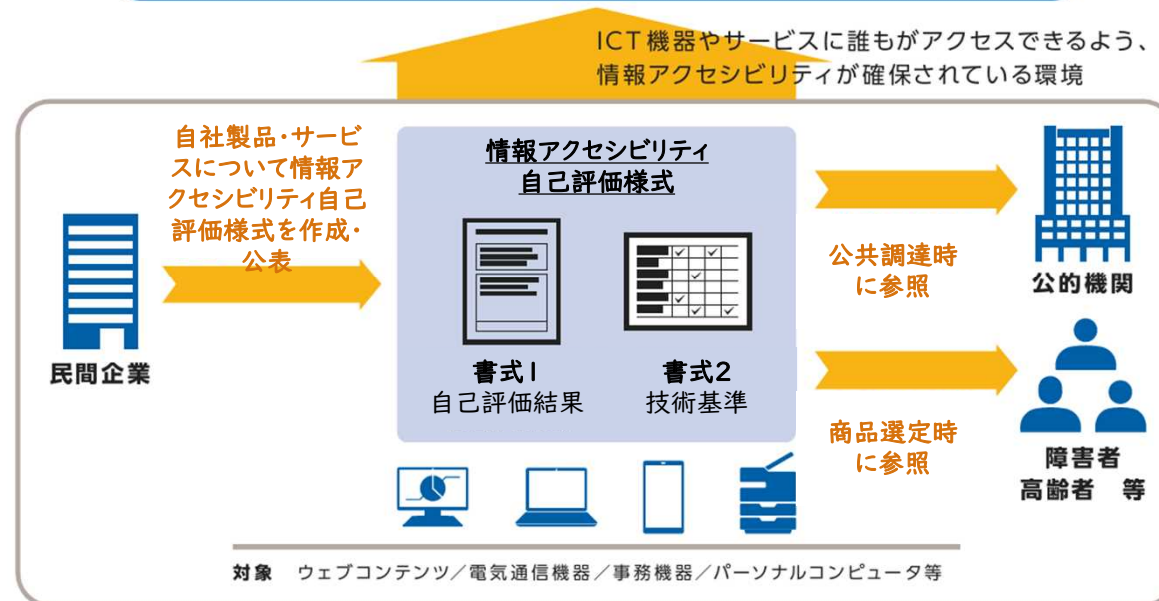 ICT機器やサービスに誰もがアクセスできるよう、
情報アクセシビリティが確保されている環境
自社製品・サービ
スについて情報ア
クセシビリティ自己
評価様式を作成・
公表
民間企業
情報アクセシビリティ
自己評価様式
書式1
自己評価結果
書式2
技術基準
公共調達時
に参照
公的機関
商品選定時
に参照
障害者
高齢者 等
対象 ウェブコンテンツ/電気通信機器/事務機器/パーソナルコンピュータ等